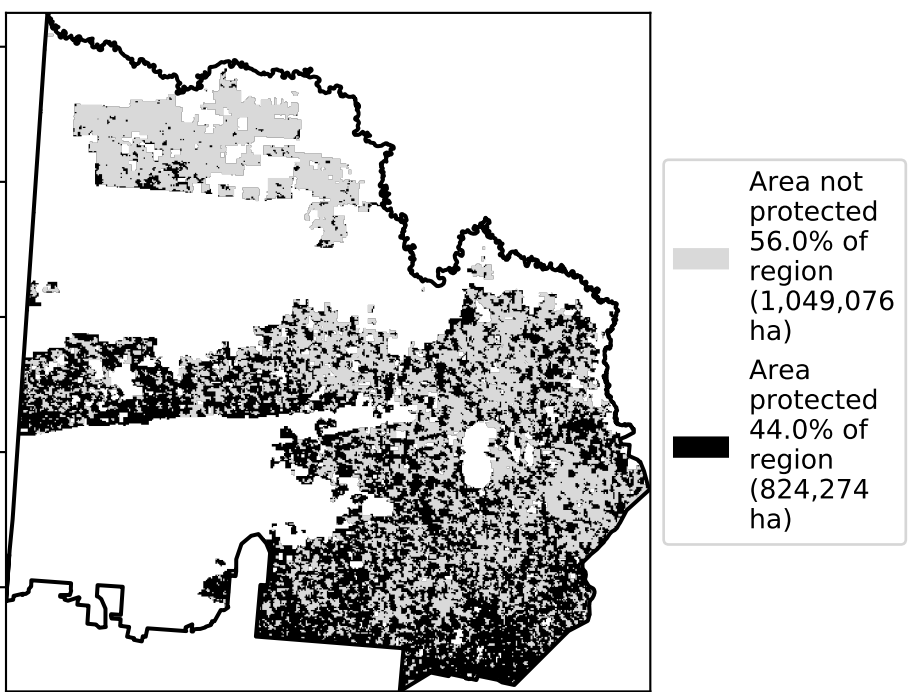 Area not
protected
56.0% of
region
(1,049,076
ha)
Area
protected
44.0% of
region
(824,274
ha)